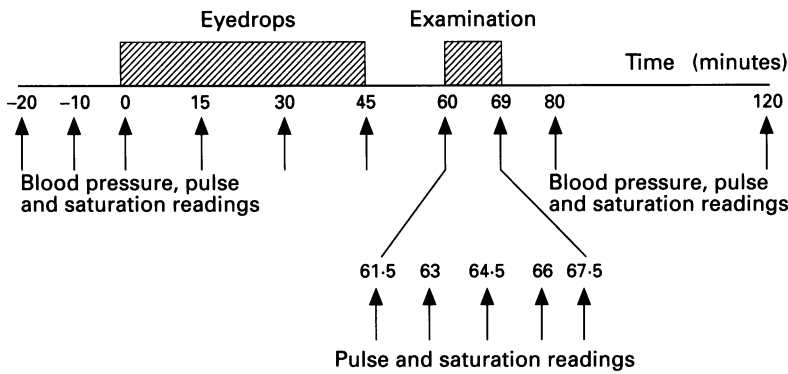 Eyedrops Examination
Time (minutes)
–20 –10 0 15 30 45 60 69 80 120
Blood pressure, pulse Blood pressure, pulse
and saturation readings and saturation readings
61·5 63 64·5 66 67·5
Pulse and saturation readings